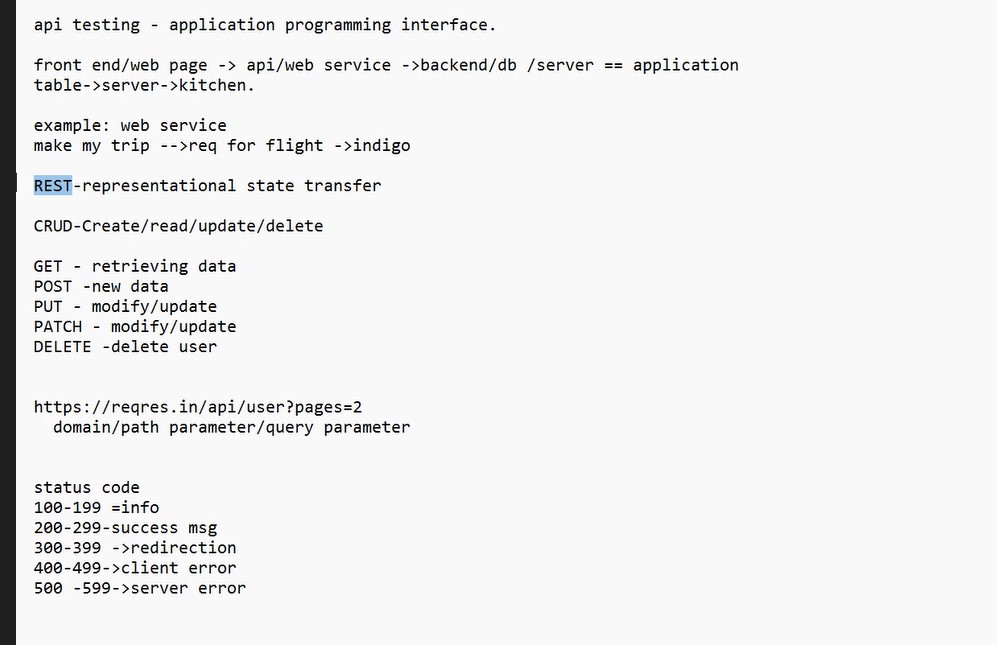 api testing - application programming interface.
front end/web page -> api/web service ->backend/db /server == application
table->server->kitchen.
example: web service
make my trip -->req for flight ->indigo
REST-representational state transfer
CRUD-Create/read/update/delete
GET - retrieving data
POST -new data
PUT - modify/update
PATCH - modify/update
DELETE -delete user
https://reqres.in/api/user?pages=2
domain/path parameter/query parameter
status code
100-199 =info
200-299-success msg
300-399 ->redirection
400-499->client error
500 -599->server error